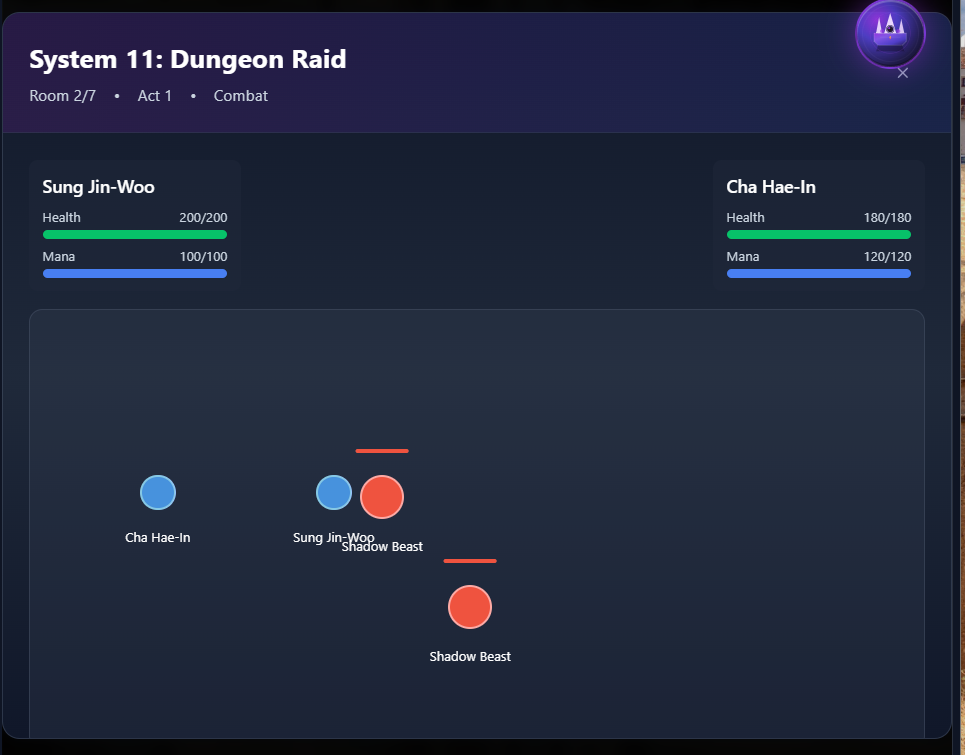 System 11: Dungeon Raid
Room 2/7 • Act 1 • Combat
Sung Jin-Woo
Health 200/200
Mana 100/100
Cha Hae-In
Health 180/180
Mana 120/120
Cha Hae-In
Sung Jin-Woo
Shadow Beast
Shadow Beast